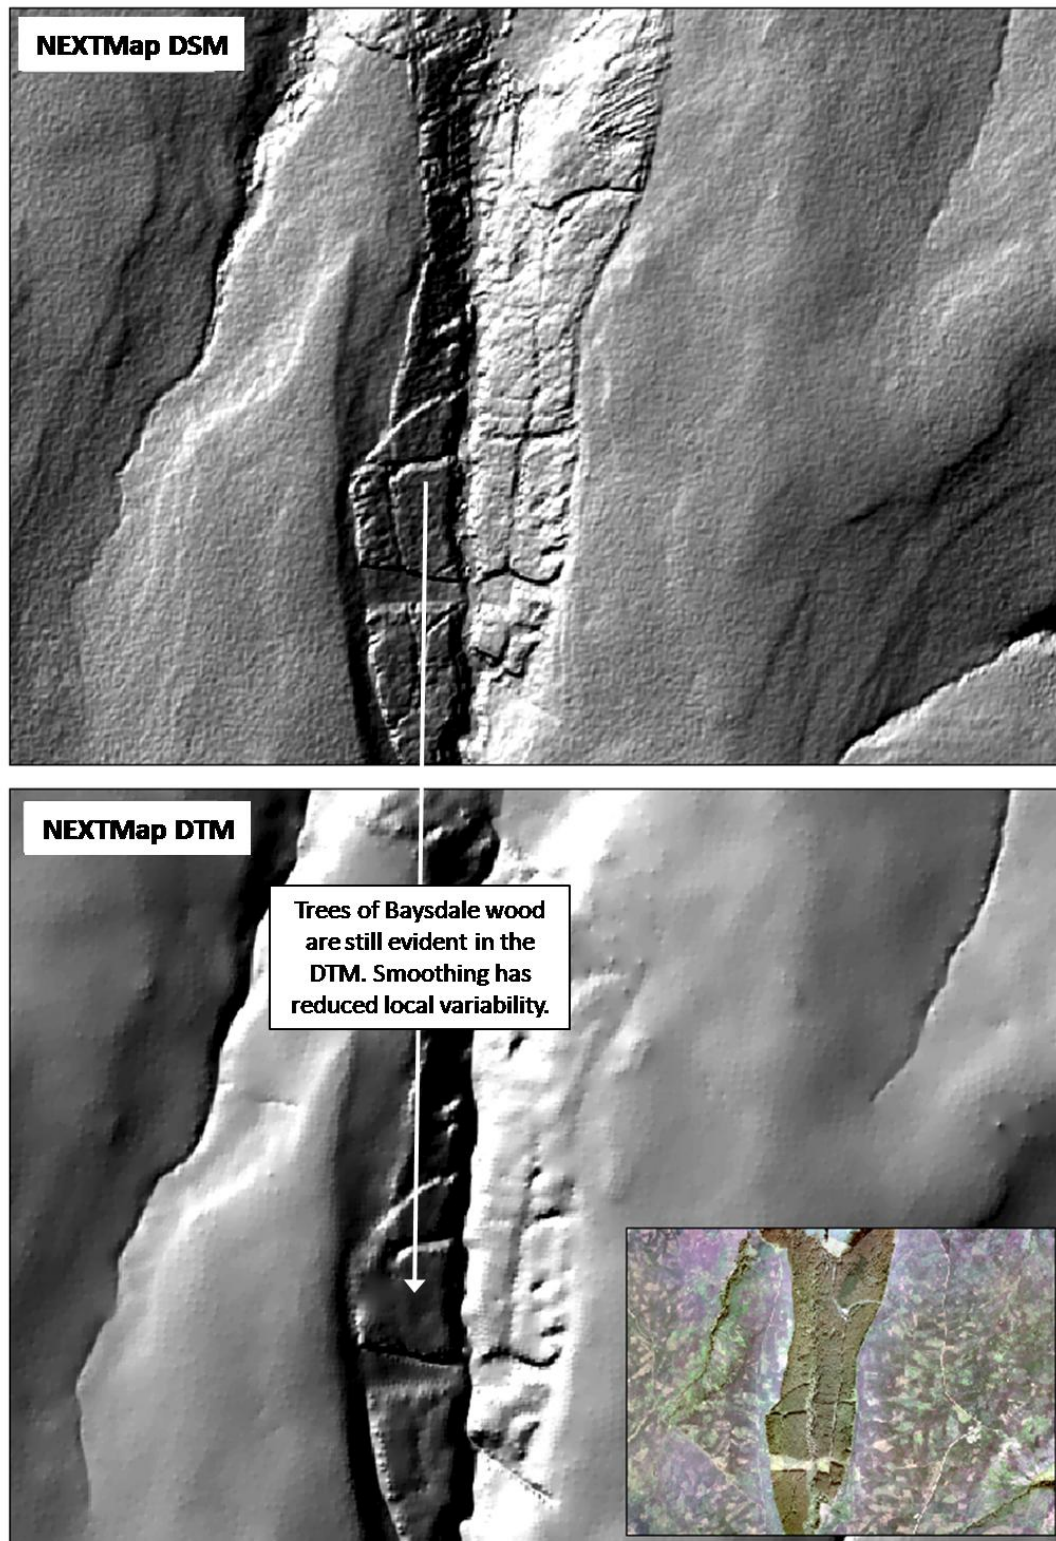 NEXTMap DSM
NEXTMap DTM
Trees of Baysdale wood
are still evident in the
DTM. Smoothing has
reduced local variability.